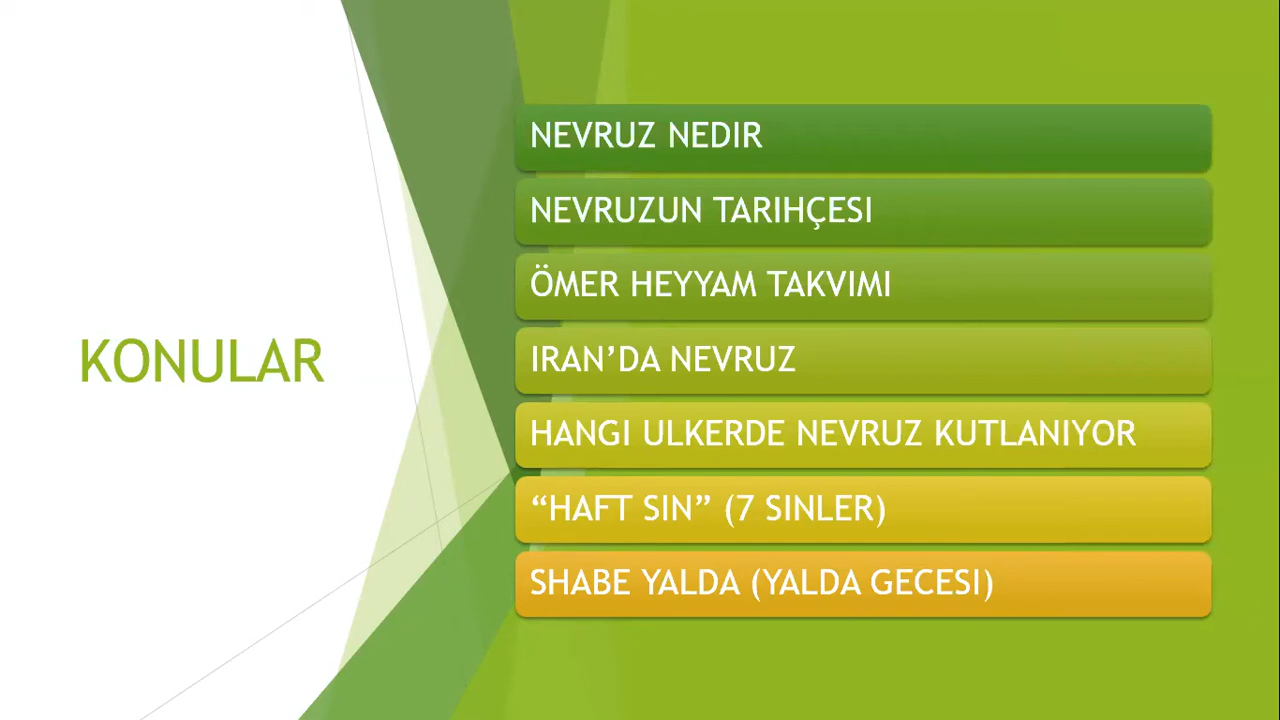 KONULAR
NEVRUZ NEDIR
NEVRUZUN TARIHÇESI
ÖMER HEYYAM TAKVIMI
IRAN’DA NEVRUZ
HANGI ULKERDE NEVRUZ KUTLANIYOR
“HAFT SIN” (7 SINLER)
SHABE YALDA (YALDA GECESI)